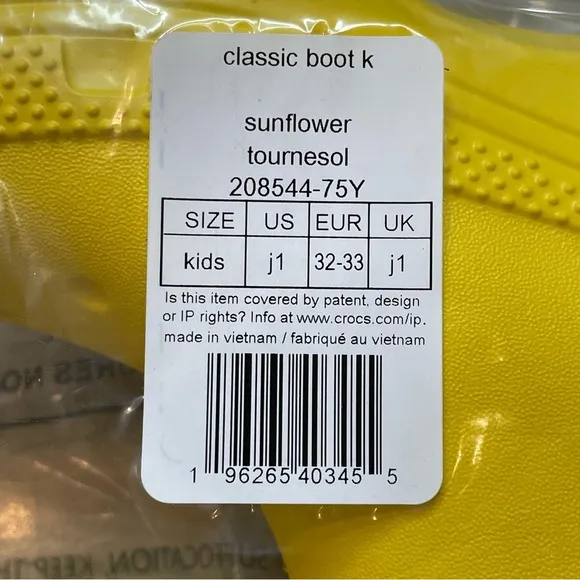 classic boot k
sunflower
tournesol
208544-75Y
SIZE US EUR UK
kids j1 32-33 j1
Is this item covered by patent, design
or IP rights? Info at www.crocs.com/ip.
made in vietnam / fabriqué au vietnam
1 96265 40345 5
SUFFOCATION, KEEP